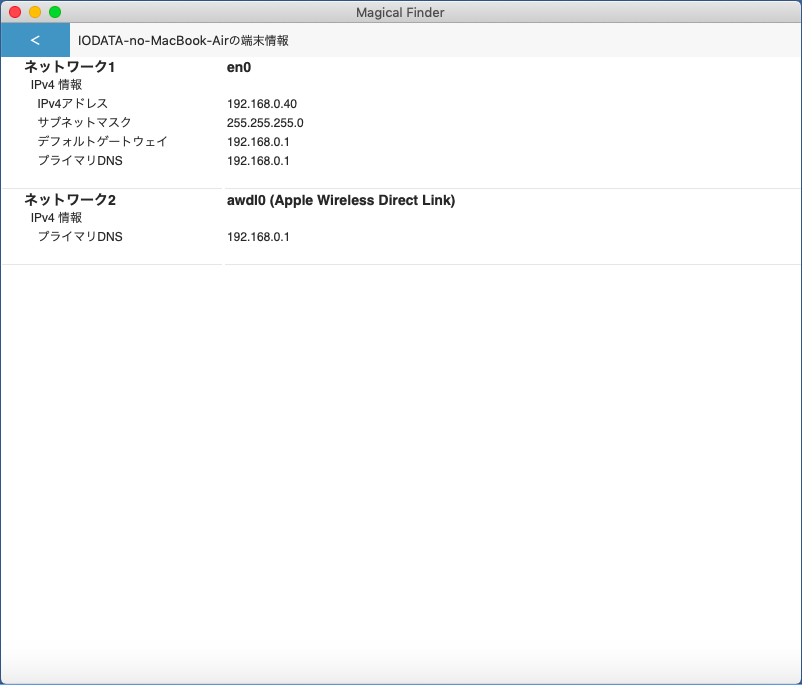 Magical Finder
< IODATA-no-MacBook-Airの端末情報
ネットワーク1 en0
IPv4 情報
IPv4アドレス 192.168.0.40
サブネットマスク 255.255.255.0
デフォルトゲートウェイ 192.168.0.1
プライマリDNS 192.168.0.1
ネットワーク2 awdl0 (Apple Wireless Direct Link)
IPv4 情報
プライマリDNS 192.168.0.1